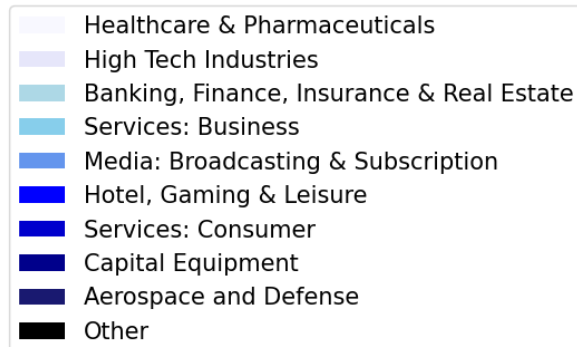 Healthcare & Pharmaceuticals
High Tech Industries
Banking, Finance, Insurance & Real Estate
Services: Business
Media: Broadcasting & Subscription
Hotel, Gaming & Leisure
Services: Consumer
Capital Equipment
Aerospace and Defense
Other